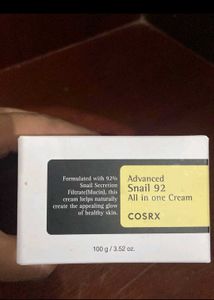 Formulated with 92%
Snail Secretion
Filtrate(Mucin), this
cream helps naturally
create the appealing glow
of healthy skin.
Advanced
Snail 92
All in one Cream
COSRX
100 g / 3.52 oz.